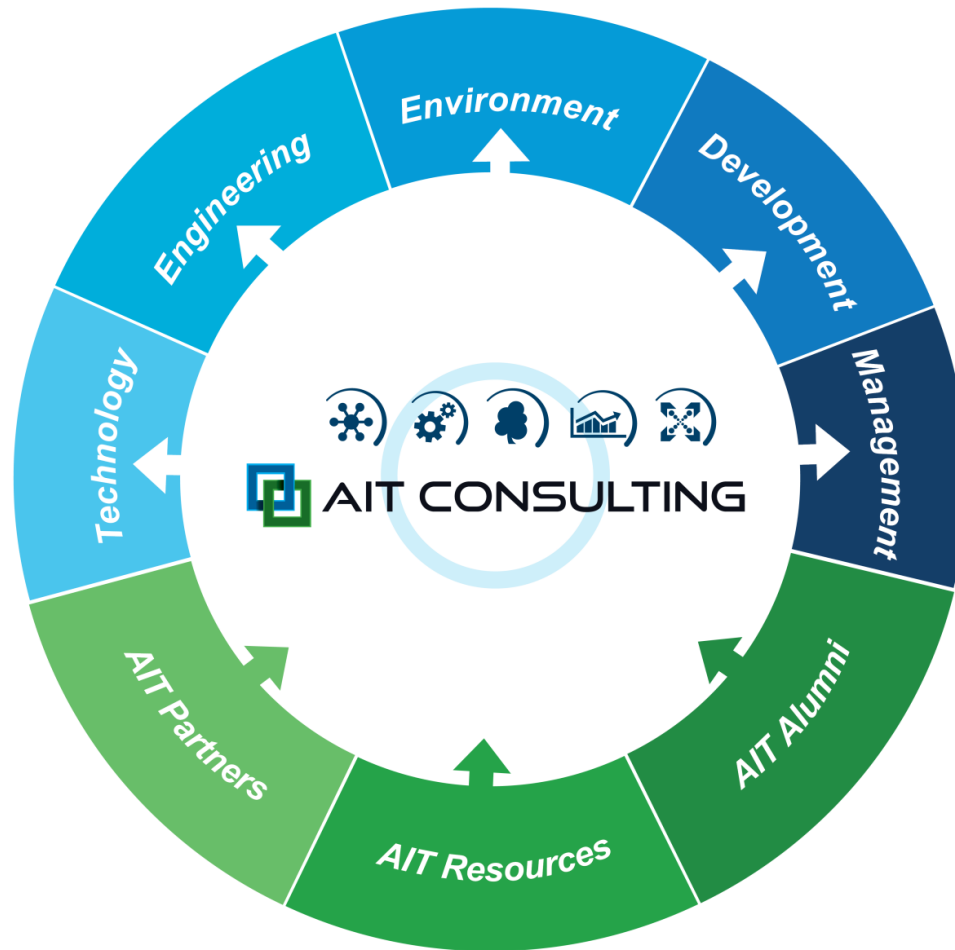 Environment
Development
Management
AIT Alumni
AIT Resources
AIT Partners
Technology
Engineering
AIT CONSULTING